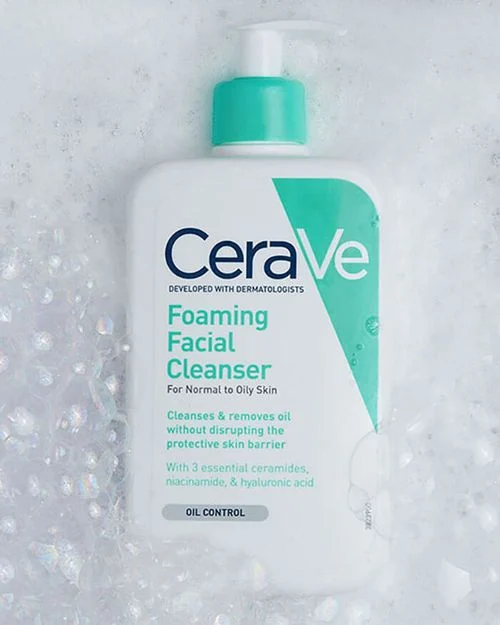 CeraVe
DEVELOPED WITH DERMATOLOGISTS
Foaming
Facial
Cleanser
For Normal to Oily Skin
Cleanses & removes oil
without disrupting the
protective skin barrier
With 3 essential ceramides,
niacinamide, & hyaluronic acid
OIL CONTROL